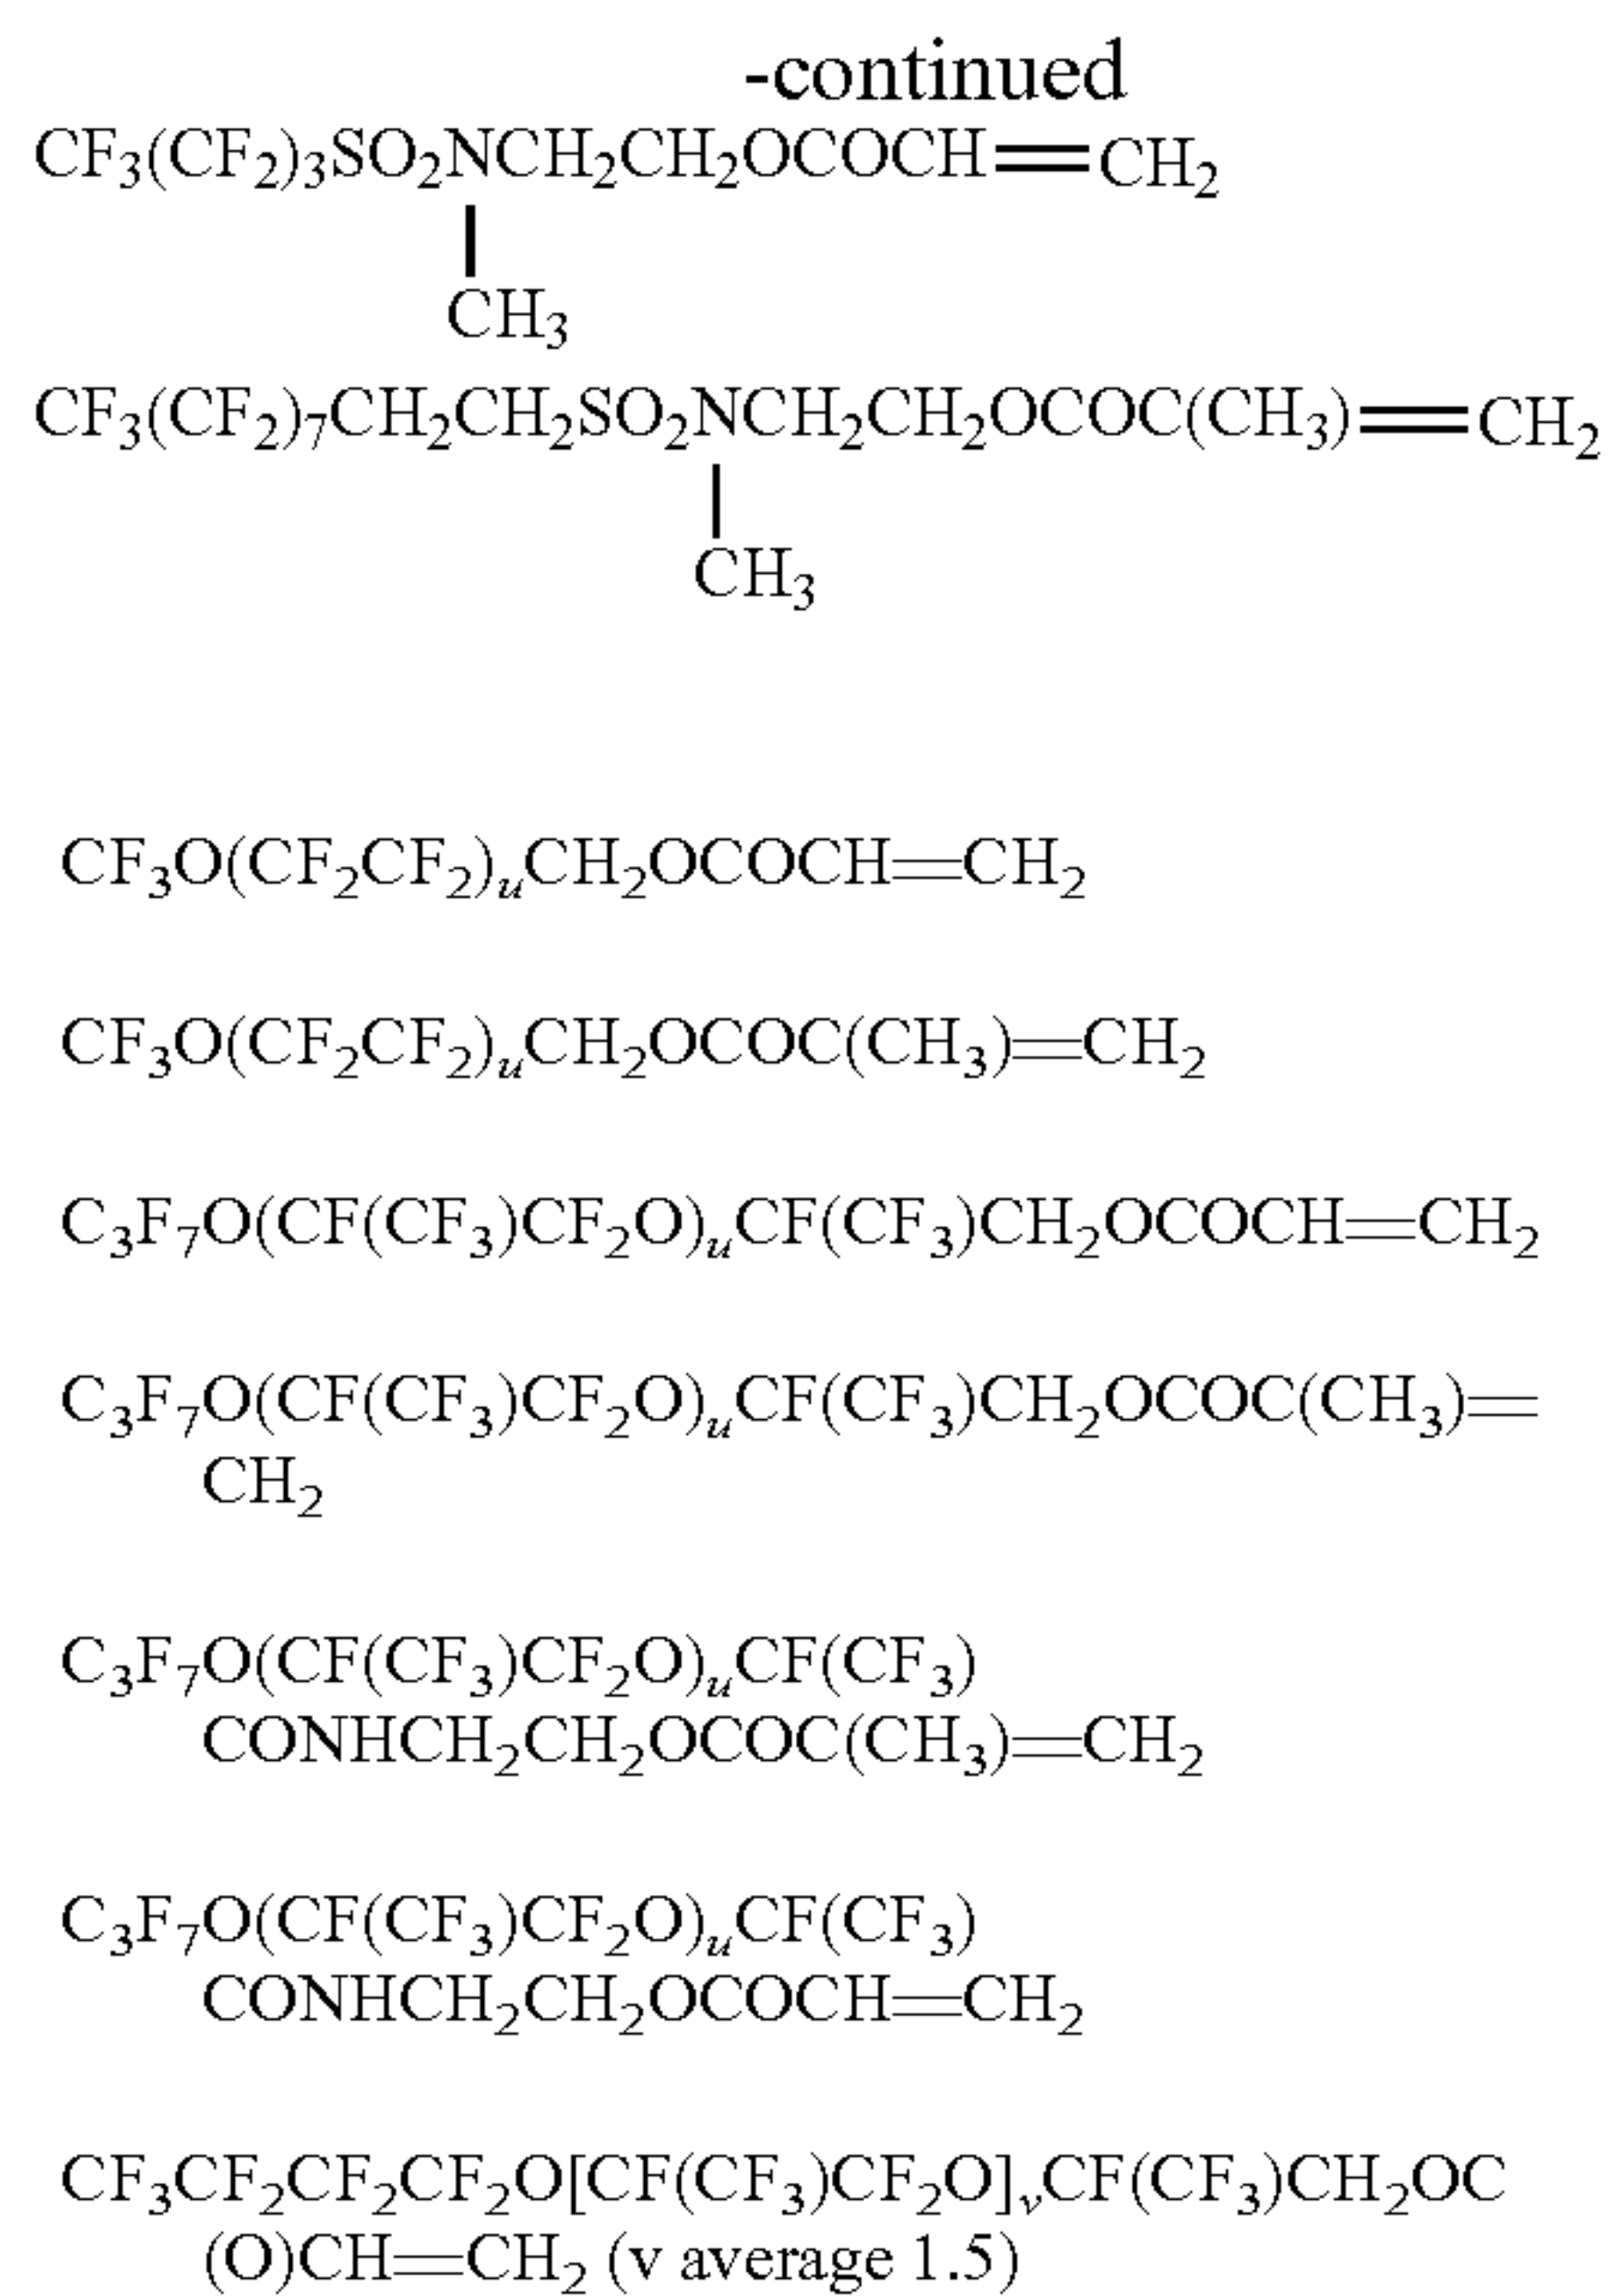 -continued
CF₃(CF₂)₃SO₂NCH₂CH₂OCOCH=CH₂
CH₃
CF₃(CF₂)₇CH₂CH₂SO₂NCH₂CH₂OCOC(CH₃)=CH₂
CH₃
CF₃O(CF₂CF₂)ᵤCH₂OCOCH=CH₂
CF₃O(CF₂CF₂)ᵤCH₂OCOC(CH₃)=CH₂
C₃F₇O(CF(CF₃)CF₂O)ᵤCF(CF₃)CH₂OCOCH=CH₂
C₃F₇O(CF(CF₃)CF₂O)ᵤCF(CF₃)CH₂OCOC(CH₃)=
CH₂
C₃F₇O(CF(CF₃)CF₂O)ᵤCF(CF₃)
CONHCH₂CH₂OCOC(CH₃)=CH₂
C₃F₇O(CF(CF₃)CF₂O)ᵤCF(CF₃)
CONHCH₂CH₂OCOCH=CH₂
CF₃CF₂CF₂CF₂O[CF(CF₃)CF₂O]ᵥCF(CF₃)CH₂OC
(O)CH=CH₂ (v average 1.5)